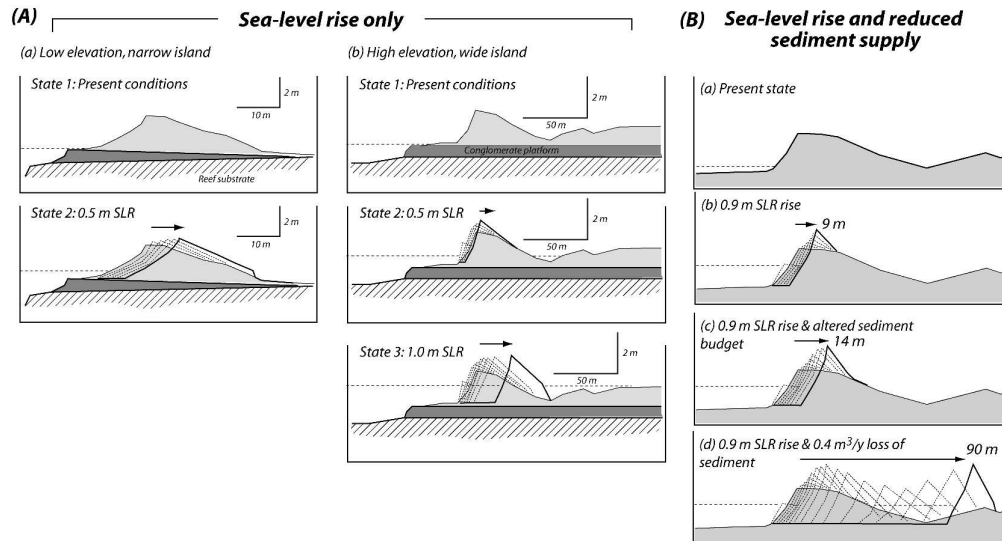 (A)
Sea-level rise only
(a) Low elevation, narrow island
State 1: Present conditions
2 m
10 m
Reef substrate
State 2: 0.5 m SLR
2 m
10 m
(b) High elevation, wide island
State 1: Present conditions
2 m
50 m
Conglomerate platform
State 2: 0.5 m SLR
2 m
50 m
State 3: 1.0 m SLR
2 m
50 m
(B)
Sea-level rise and reduced
sediment supply
(a) Present state
(b) 0.9 m SLR rise
9 m
(c) 0.9 m SLR rise & altered sediment
budget
14 m
(d) 0.9 m SLR rise & 0.4 m³/y loss of
sediment
90 m